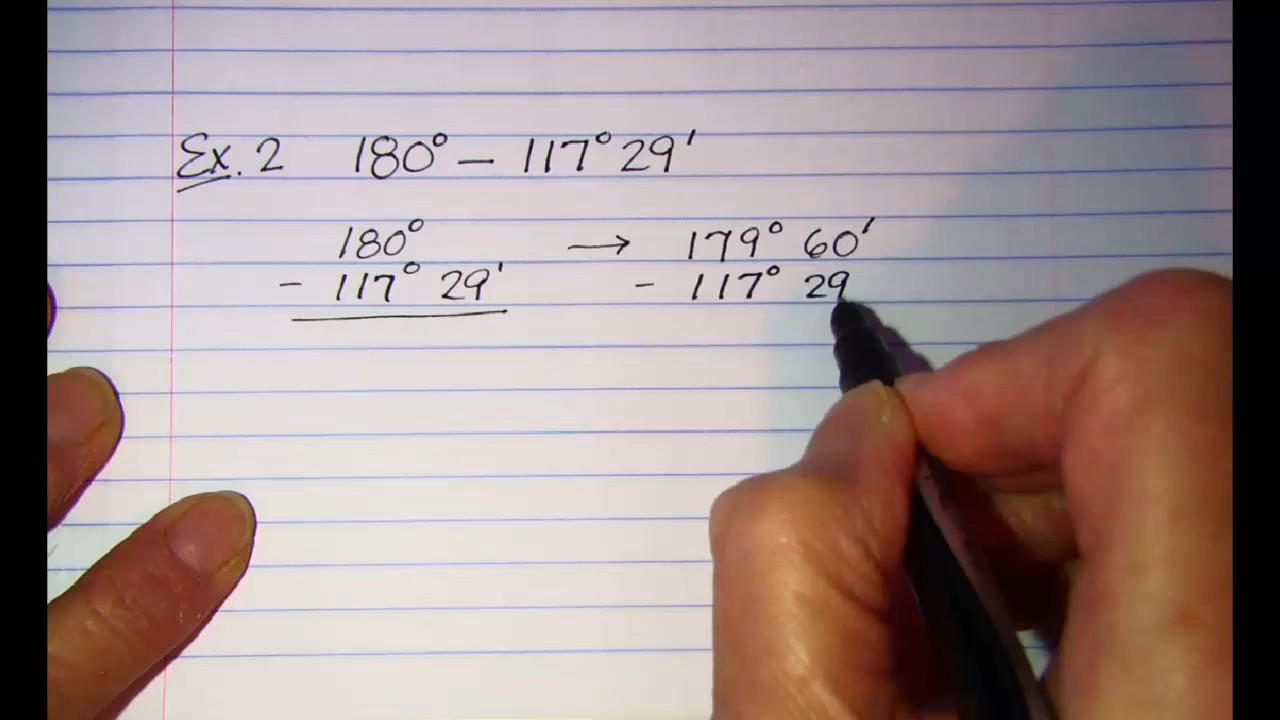 Ex. 2 180° – 117° 29'
180° → 179° 60'
- 117° 29' - 117° 29